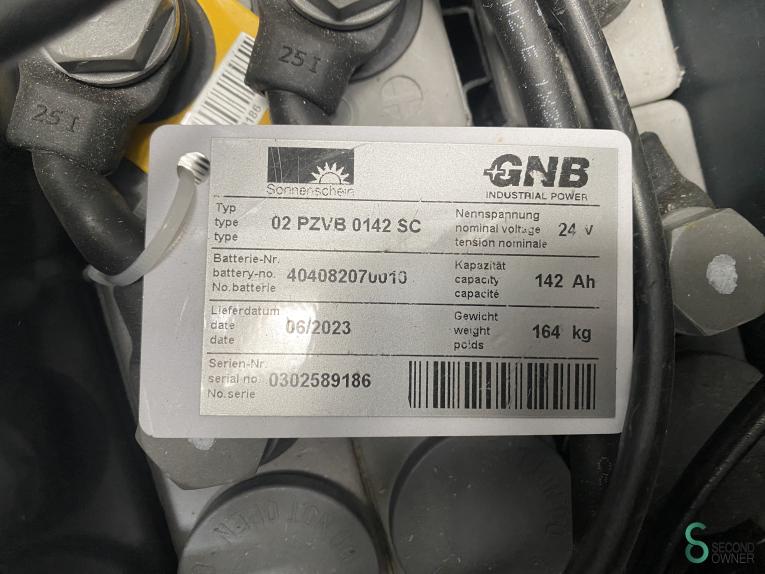 25 I
25 I
186
Sonnenschein
GNB
INDUSTRIAL POWER
Typ
type
type
02 PZVB 0142 SC
Nennspannung
nominal voltage
tension nominale
24 V
Batterie-Nr.
battery-no.
No.batterie
Kapazität
capacity
capacité
142 Ah
Lieferdatum
date
date
06/2023
Gewicht
weight
poids
164 kg
Serien-Nr.
serial no.
No.serie
0302589186
DO NOT OPEN
SECOND
OWNER